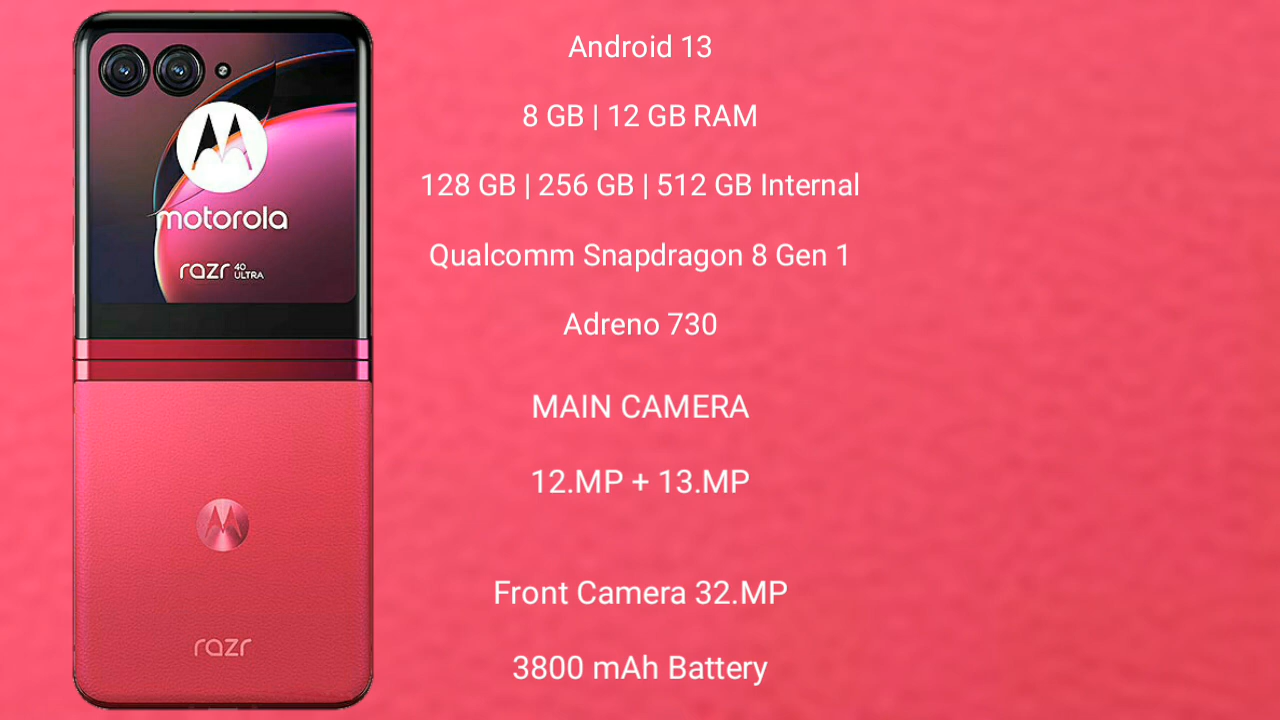 motorola
razr 40 ULTRA
razr
Android 13
8 GB | 12 GB RAM
128 GB | 256 GB | 512 GB Internal
Qualcomm Snapdragon 8 Gen 1
Adreno 730
MAIN CAMERA
12.MP + 13.MP
Front Camera 32.MP
3800 mAh Battery